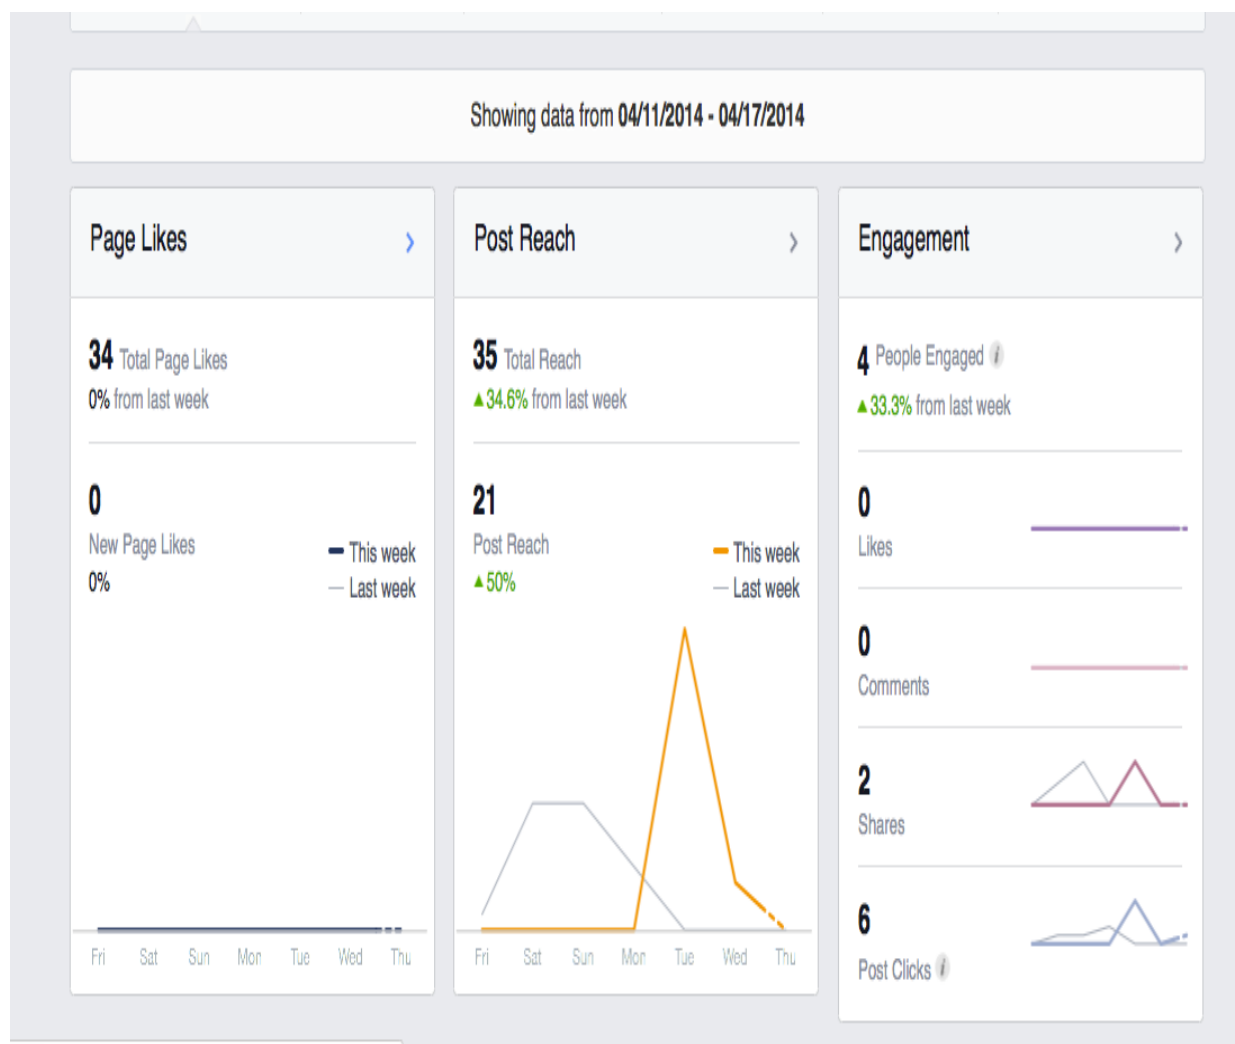 Showing data from 04/11/2014 - 04/17/2014
Page Likes
34 Total Page Likes
0% from last week
0
New Page Likes
0%
This week
Last week
Fri Sat Sun Mon Tue Wed Thu
Post Reach
35 Total Reach
▲34.6% from last week
21
Post Reach
▲50%
This week
Last week
Fri Sat Sun Mon Tue Wed Thu
Engagement
4 People Engaged i
▲33.3% from last week
0
Likes
0
Comments
2
Shares
6
Post Clicks i